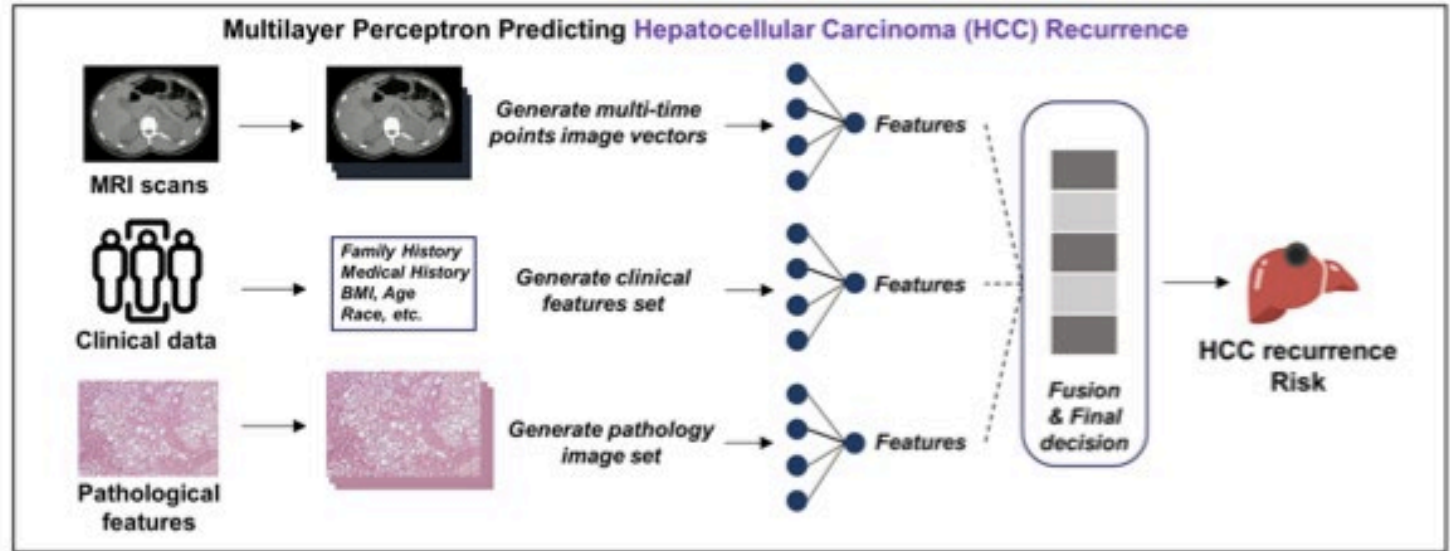 Multilayer Perceptron Predicting Hepatocellular Carcinoma (HCC) Recurrence
MRI scans
Generate multi-time
points image vectors
Features
Clinical data
Family History
Medical History
BMI, Age
Race, etc.
Generate clinical
features set
Features
Pathological
features
Generate pathology
image set
Features
Fusion
& Final
decision
HCC recurrence
Risk